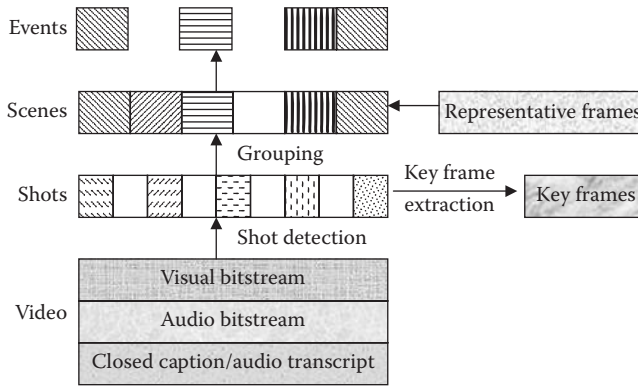 Events
Scenes
Representative frames
Grouping
Shots
Key frame
extraction
Key frames
Shot detection
Visual bitstream
Video
Audio bitstream
Closed caption/audio transcript